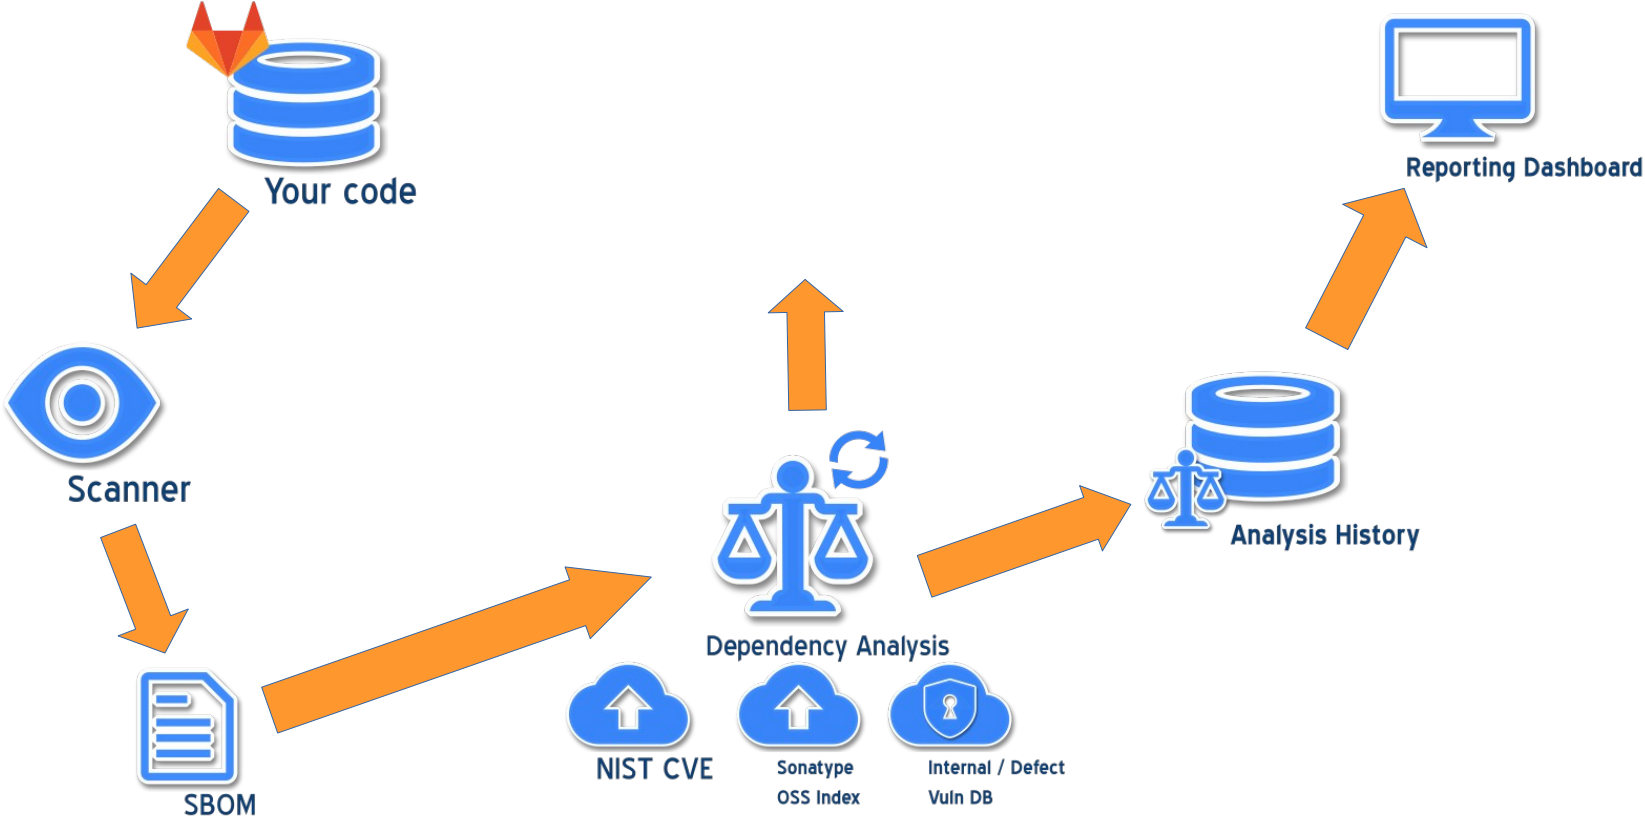 Your code
Reporting Dashboard
Scanner
Analysis History
Dependency Analysis
NIST CVE
Sonatype
OSS Index
Internal / Defect
Vuln DB
SBOM